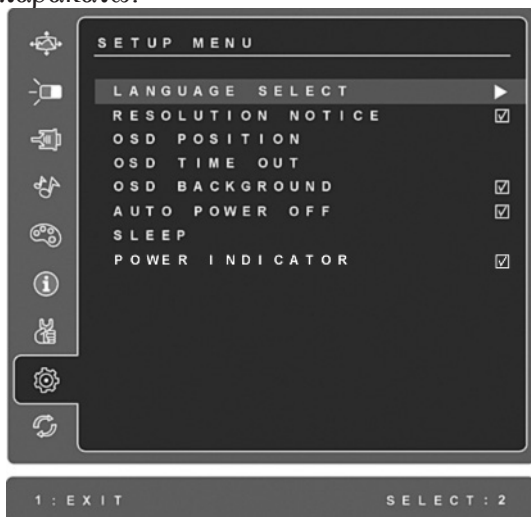 SETUP MENU
LANGUAGE SELECT
RESOLUTION NOTICE
OSD POSITION
OSD TIME OUT
OSD BACKGROUND
AUTO POWER OFF
SLEEP
POWER INDICATOR
1:EXIT SELECT:2